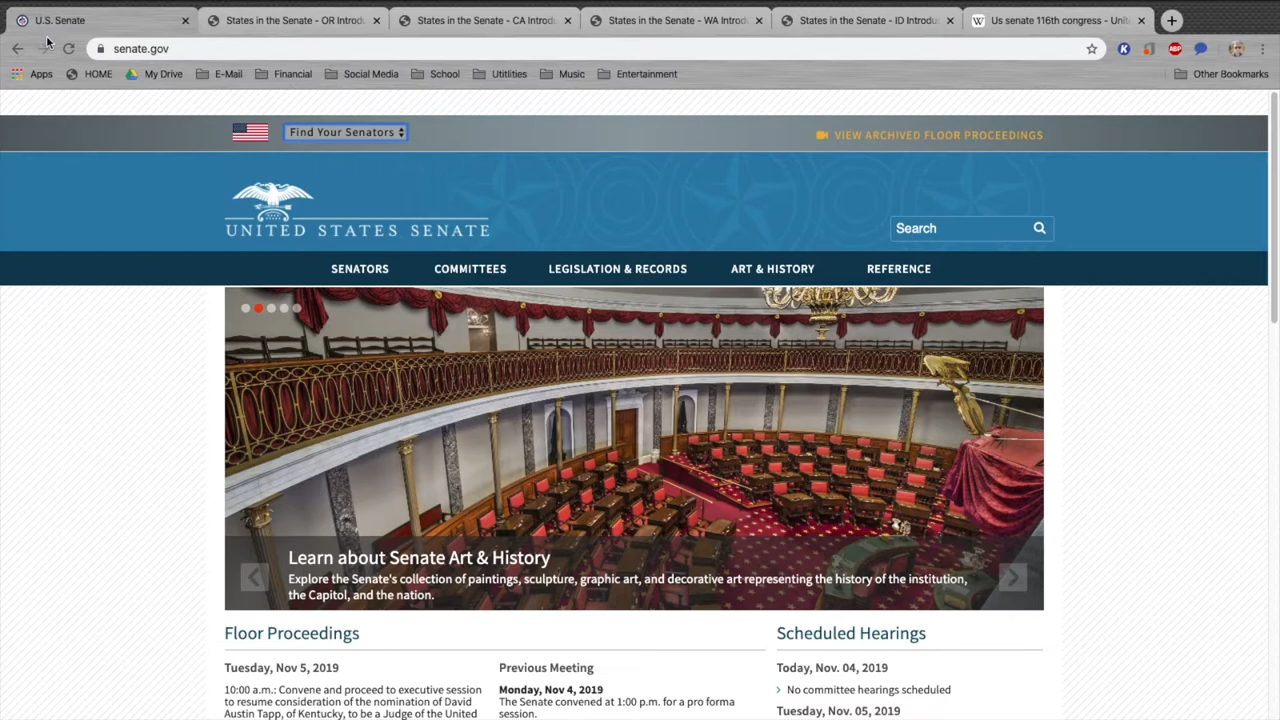 U.S. Senate
States in the Senate - OR Introdu
States in the Senate - CA Introdu
States in the Senate - WA Introdu
States in the Senate - ID Introdu
W Us senate 116th congress - Unit
senate.gov
K
ABP
Apps
HOME
My Drive
E-Mail
Financial
Social Media
School
Utitlities
Music
Entertainment
Other Bookmarks
Find Your Senators
VIEW ARCHIVED FLOOR PROCEEDINGS
UNITED STATES SENATE
Search
SENATORS
COMMITTEES
LEGISLATION & RECORDS
ART & HISTORY
REFERENCE
Learn about Senate Art & History
Explore the Senate's collection of paintings, sculpture, graphic art, and decorative art representing the history of the institution,
the Capitol, and the nation.
Floor Proceedings
Tuesday, Nov 5, 2019
10:00 a.m.: Convene and proceed to executive session
to resume consideration of the nomination of David
Austin Tapp, of Kentucky, to be a Judge of the United
Previous Meeting
Monday, Nov 4, 2019
The Senate convened at 1:00 p.m. for a pro forma
session.
Scheduled Hearings
Today, Nov. 04, 2019
No committee hearings scheduled
Tuesday, Nov. 05, 2019